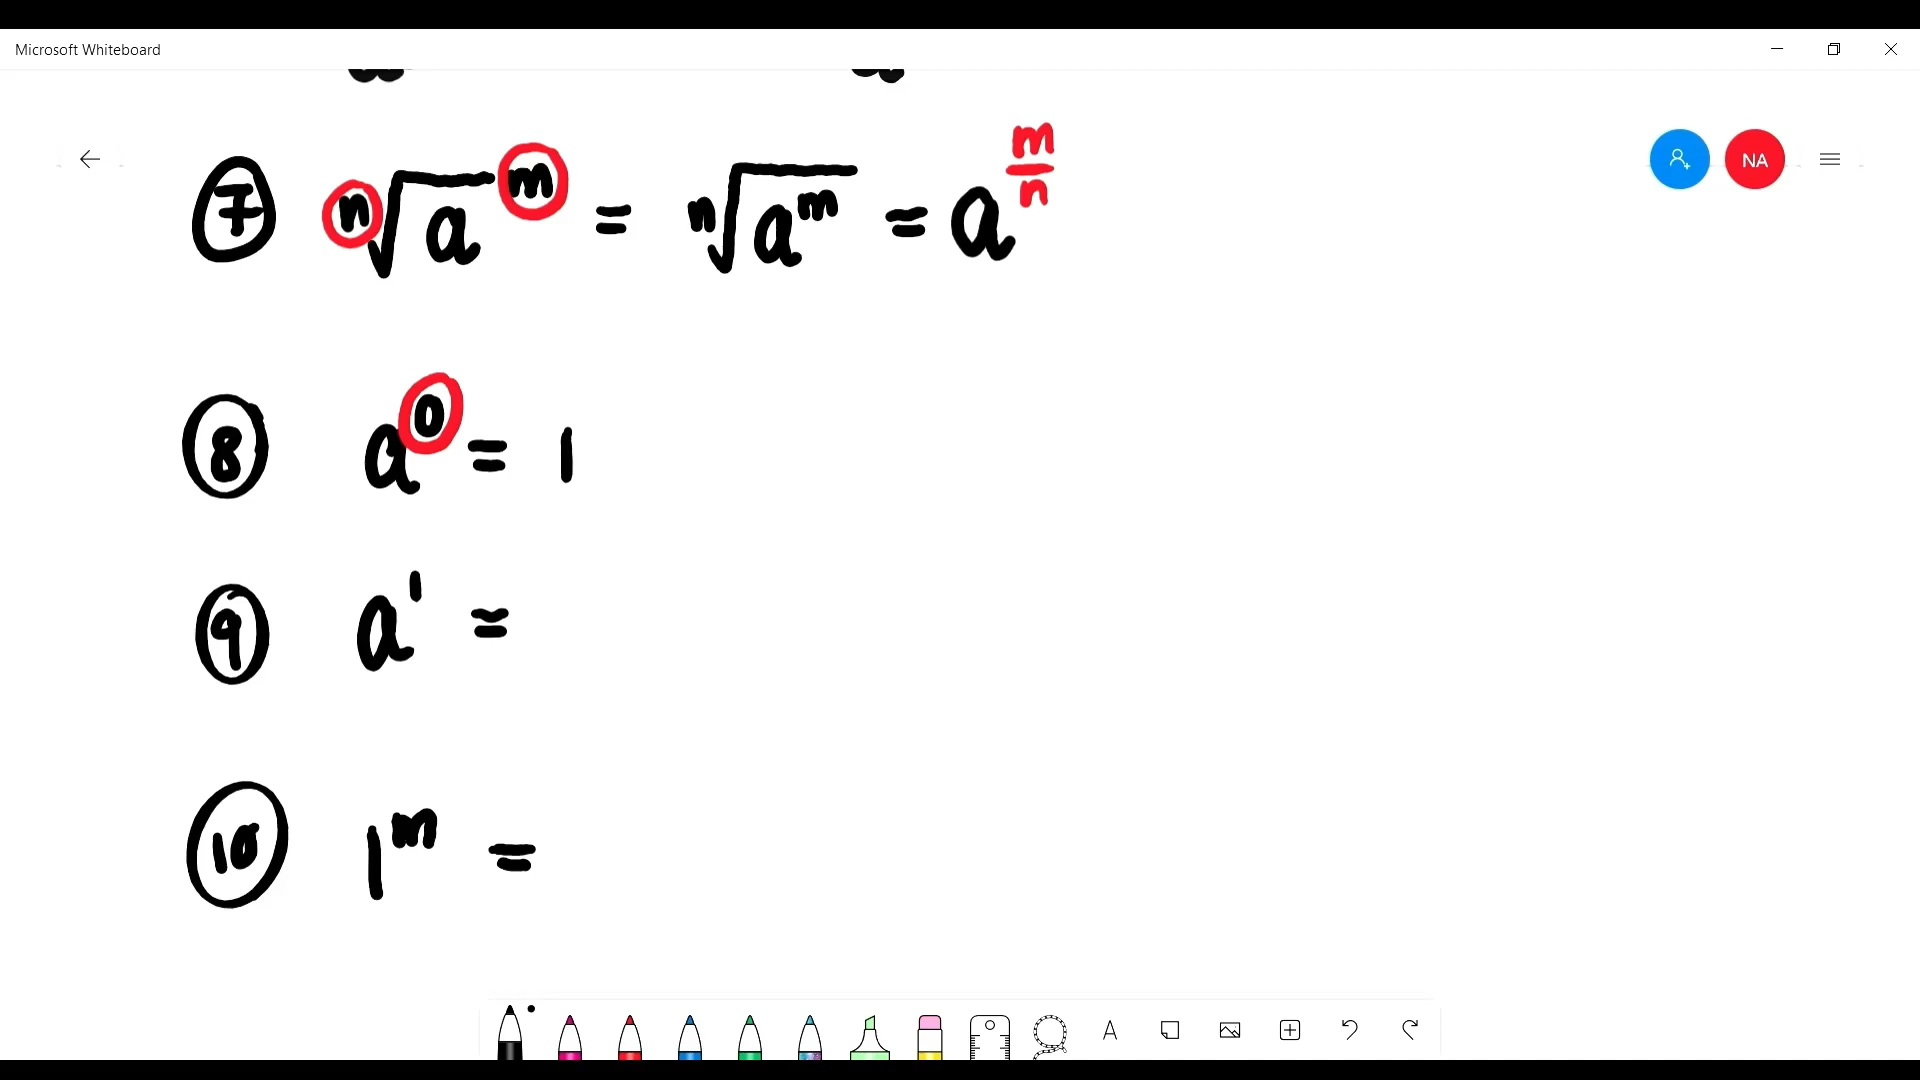 Microsoft Whiteboard
⑦ ⁿ√a ᵐ = ⁿ√aᵐ = a^(m/n)
NA
⑧ a⁰ = 1
⑨ a¹ =
⑩ 1ᵐ =
A